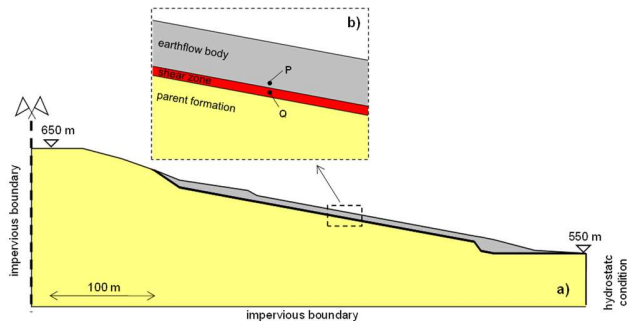 b)
earthflow body
P
shear zone
Q
parent formation
650 m
550 m
impervious boundary
100 m
a)
hydrostatc
condition
impervious boundary